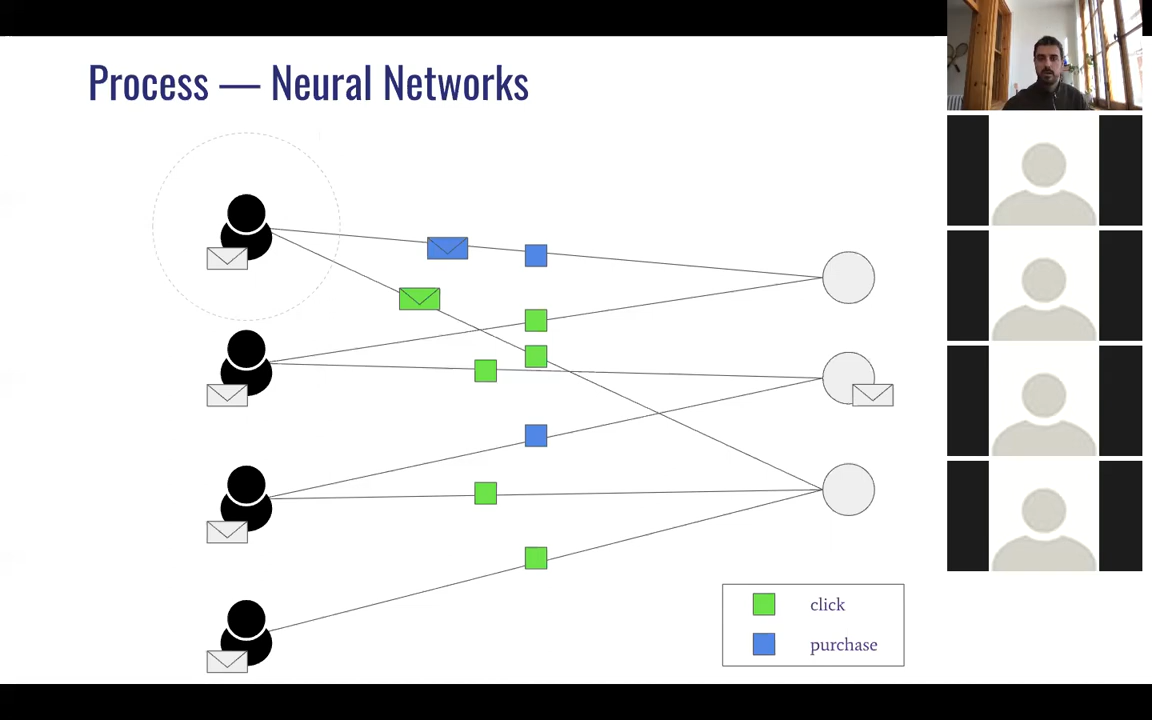 Process — Neural Networks
click
purchase